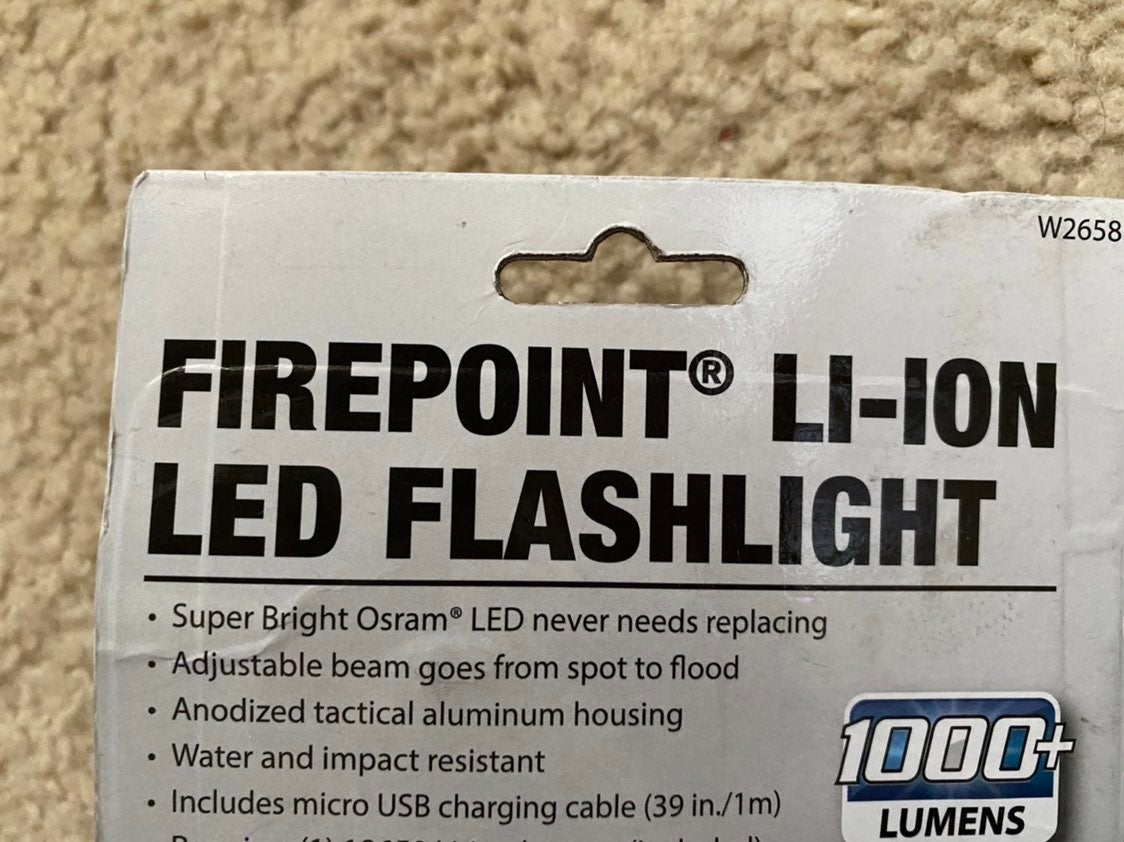 W2658
FIREPOINT® LI-ION
LED FLASHLIGHT
• Super Bright Osram® LED never needs replacing
• Adjustable beam goes from spot to flood
• Anodized tactical aluminum housing
• Water and impact resistant
• Includes micro USB charging cable (39 in./1m)
1000+
LUMENS